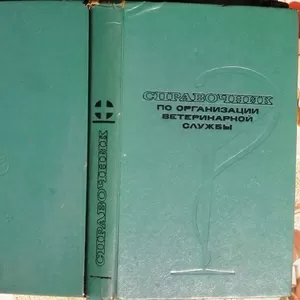 СПРАВОЧНИК
ПО ОРГАНИЗАЦИИ
ВЕТЕРИНАРНОЙ
СЛУЖБЫ
СПРАВОЧНИК